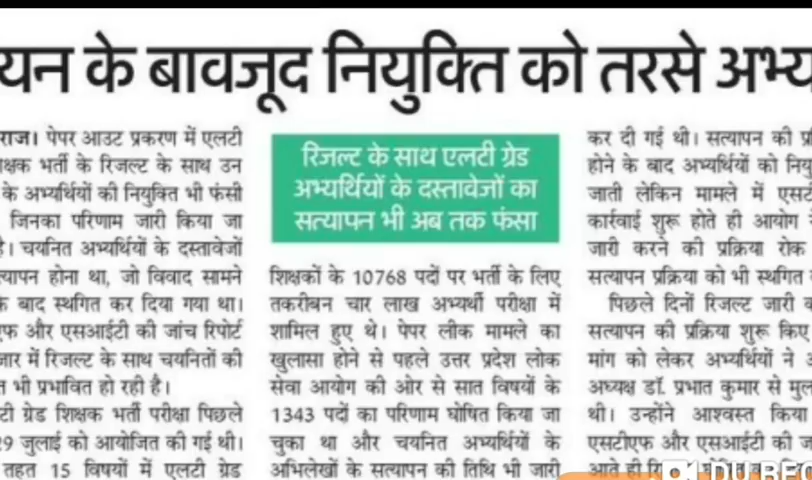 यन के बावजूद नियुक्ति को तरसे अभ्य
राज। पेपर आउट प्रकरण में एलटी
क्षक भर्ती के रिजल्ट के साथ उन
के अभ्यर्थियों की नियुक्ति भी फंसी
जिनका परिणाम जारी किया जा
है। चयनित अभ्यर्थियों के दस्तावेजों
त्यापन होना था, जो विवाद सामने
के बाद स्थगित कर दिया गया था।
एफ और एसआईटी की जांच रिपोर्ट
जार में रिजल्ट के साथ चयनितों की
त भी प्रभावित हो रही है।
टी ग्रेड शिक्षक भर्ती परीक्षा पिछले
29 जुलाई को आयोजित की गई थी।
तहत 15 विषयों में एलटी ग्रेड
रिजल्ट के साथ एलटी ग्रेड
अभ्यर्थियों के दस्तावेजों का
सत्यापन भी अब तक फंसा
शिक्षकों के 10768 पदों पर भर्ती के लिए
तकरीबन चार लाख अभ्यर्थी परीक्षा में
शामिल हुए थे। पेपर लीक मामले का
खुलासा होने से पहले उत्तर प्रदेश लोक
सेवा आयोग की ओर से सात विषयों के
1343 पदों का परिणाम घोषित किया जा
चुका था और चयनित अभ्यर्थियों के
अभिलेखों के सत्यापन की तिथि भी जारी
कर दी गई थी। सत्यापन की प्र
होने के बाद अभ्यर्थियों को नियु
जाती लेकिन मामले में एस
कार्रवाई शुरू होते ही आयोग
जारी करने की प्रक्रिया रोक
सत्यापन प्रक्रिया को भी स्थगित
पिछले दिनों रिजल्ट जारी
सत्यापन की प्रक्रिया शुरू किए
मांग को लेकर अभ्यर्थियों ने
अध्यक्ष डॉ. प्रभात कुमार से मु
थी। उन्होंने आश्वस्त किया
एसटीएफ और एसआईटी की ज
आते ही
DU REC